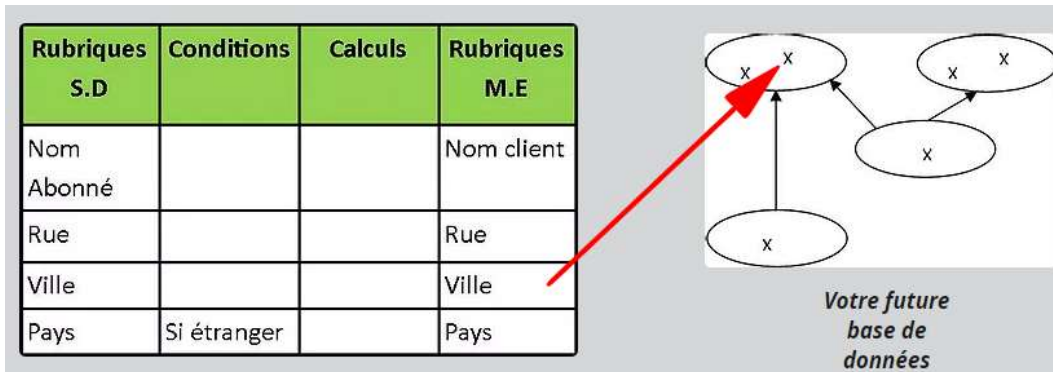 Rubriques S.D Conditions Calculs Rubriques M.E
Nom Abonné Nom client
Rue Rue
Ville Ville
Pays Si étranger Pays
x x
x x
x
x
Votre future
base de
données